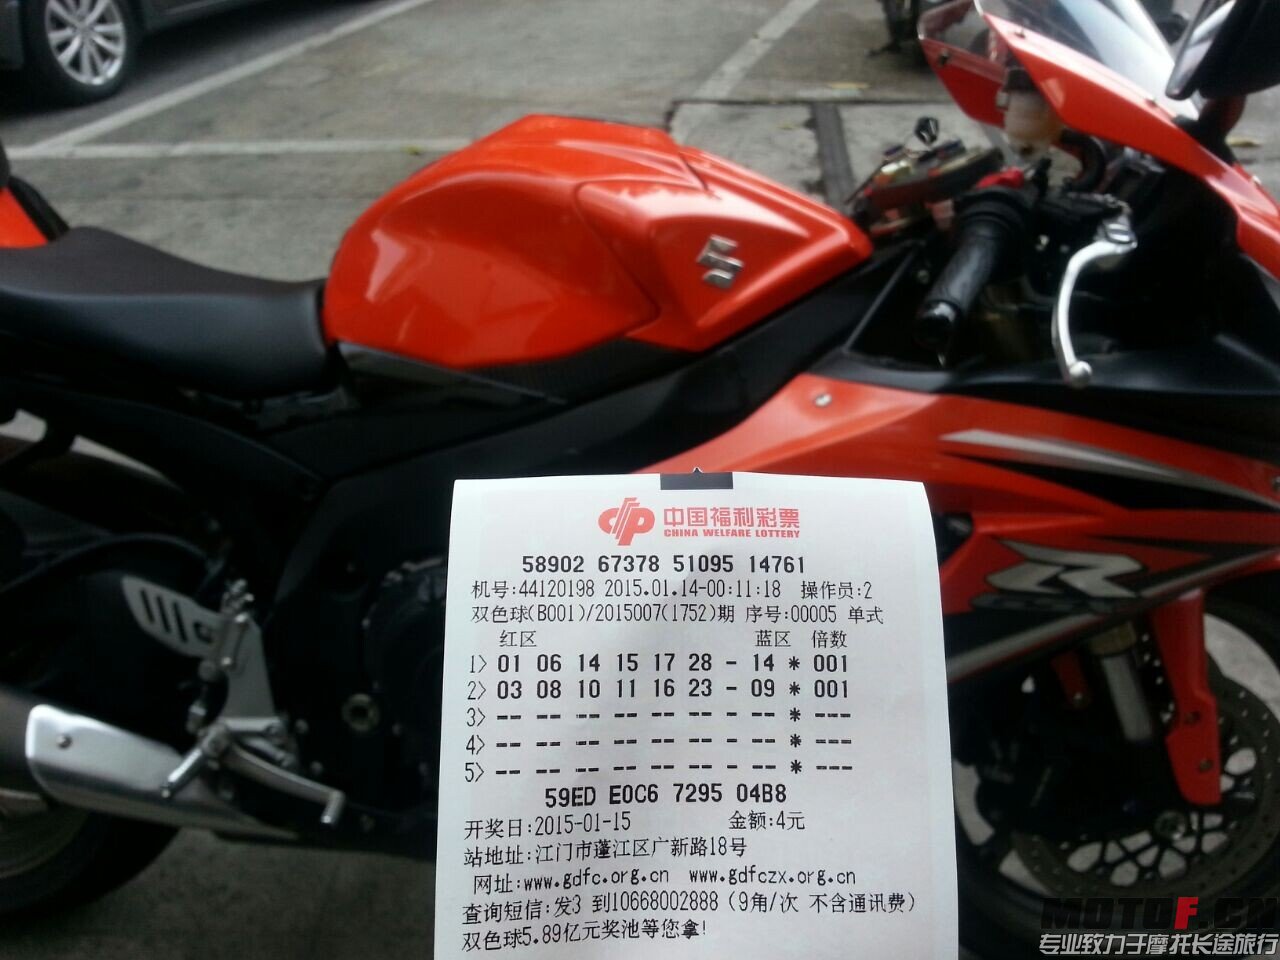 中国福利彩票
CHINA WELFARE LOTTERY
58902 67378 51095 14761
机号:44120198 2015.01.14-00:11:18 操作员:2
双色球(B001)/2015007(1752)期 序号:00005 单式
红区 蓝区 倍数
1> 01 06 14 15 17 28 - 14 * 001
2> 03 08 10 11 16 23 - 09 * 001
3> -- -- -- -- -- -- - -- * ---
4> -- -- -- -- -- -- - -- * ---
5> -- -- -- -- -- -- - -- * ---
59ED E0C6 7295 04B8
开奖日:2015-01-15 金额:4元
站地址:江门市蓬江区广新路18号
网址:www.gdfc.org.cn www.gdfczx.org.cn
查询短信:发3 到10668002888 (9角/次 不含通讯费)
双色球5.89亿元奖池等您拿!
R
MOTOF.CN
专业致力于摩托长途旅行